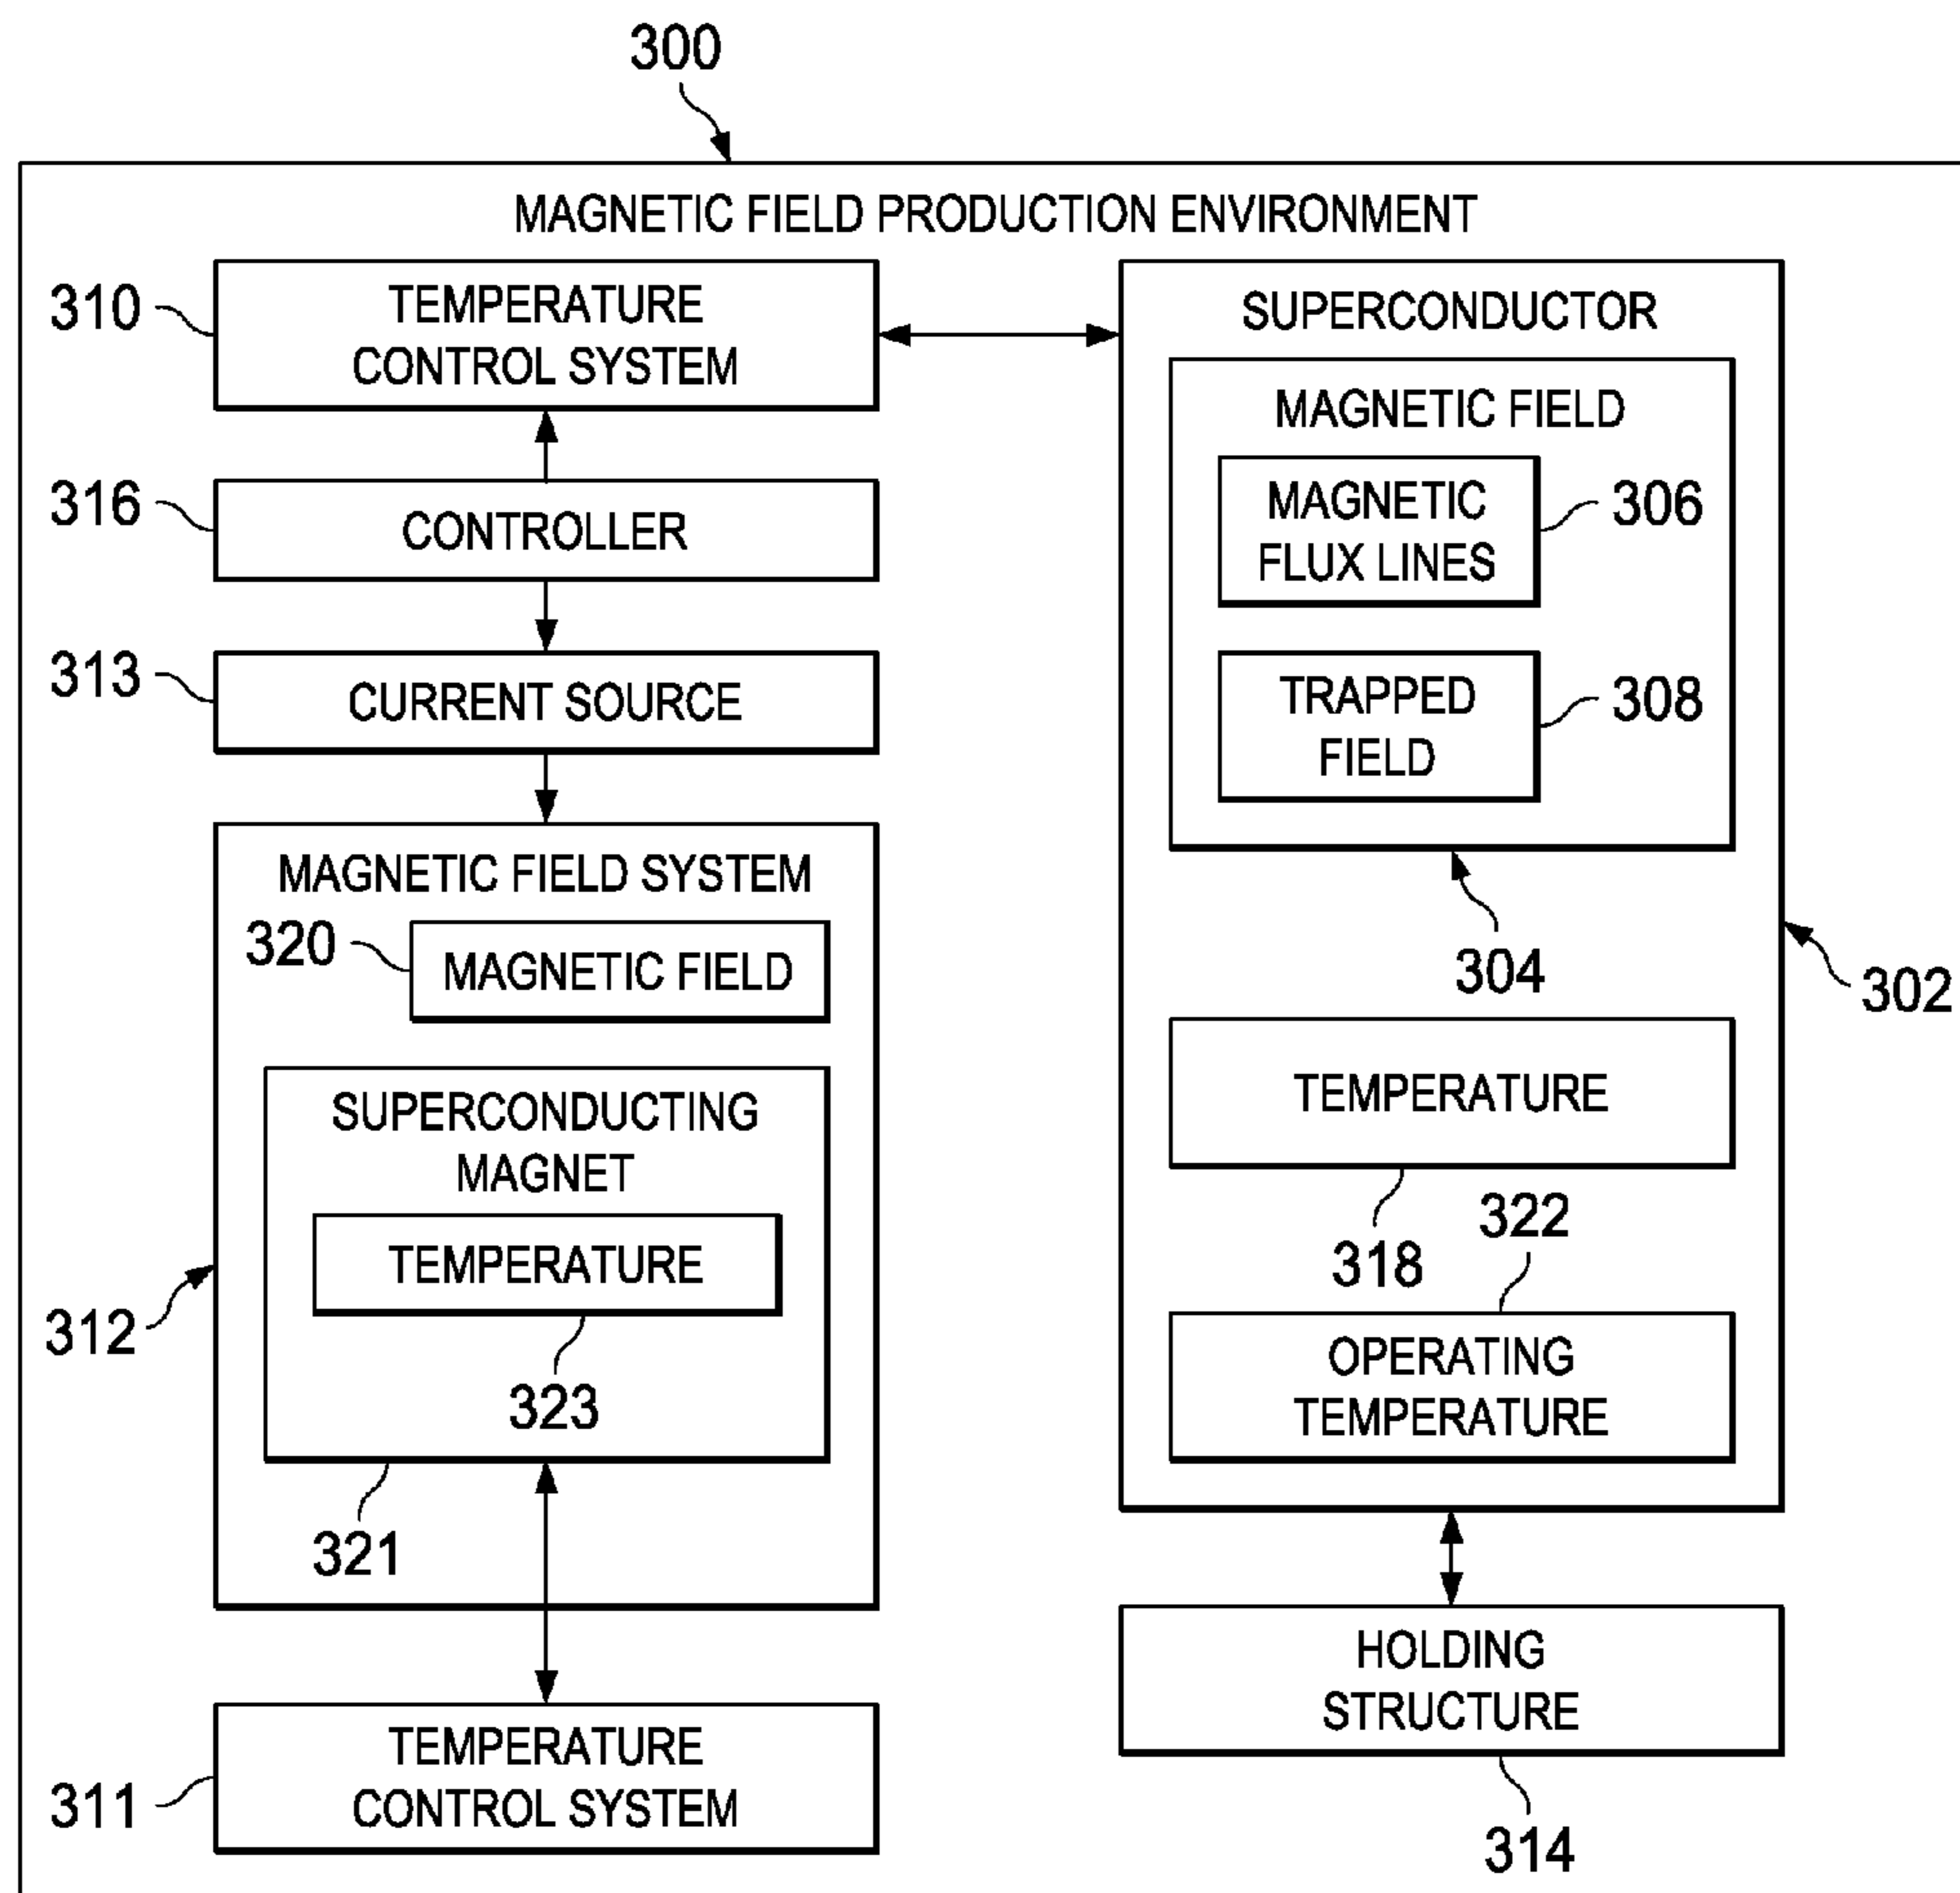 300
MAGNETIC FIELD PRODUCTION ENVIRONMENT
310
TEMPERATURE
CONTROL SYSTEM
316
CONTROLLER
313
CURRENT SOURCE
MAGNETIC FIELD SYSTEM
320
MAGNETIC FIELD
SUPERCONDUCTING
MAGNET
TEMPERATURE
323
312
321
TEMPERATURE
CONTROL SYSTEM
311
SUPERCONDUCTOR
MAGNETIC FIELD
MAGNETIC
FLUX LINES
306
TRAPPED
FIELD
308
304
302
TEMPERATURE
318
322
OPERATING
TEMPERATURE
HOLDING
STRUCTURE
314